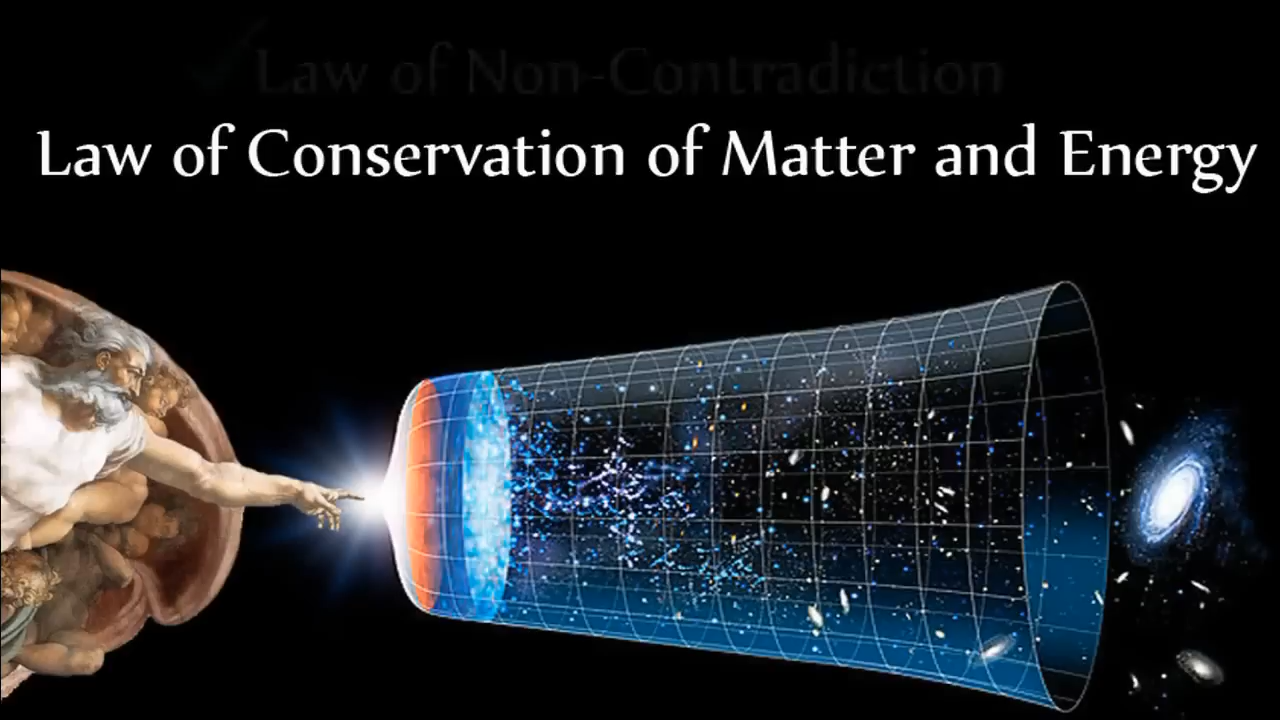 Law of Non-Contradiction
Law of Conservation of Matter and Energy